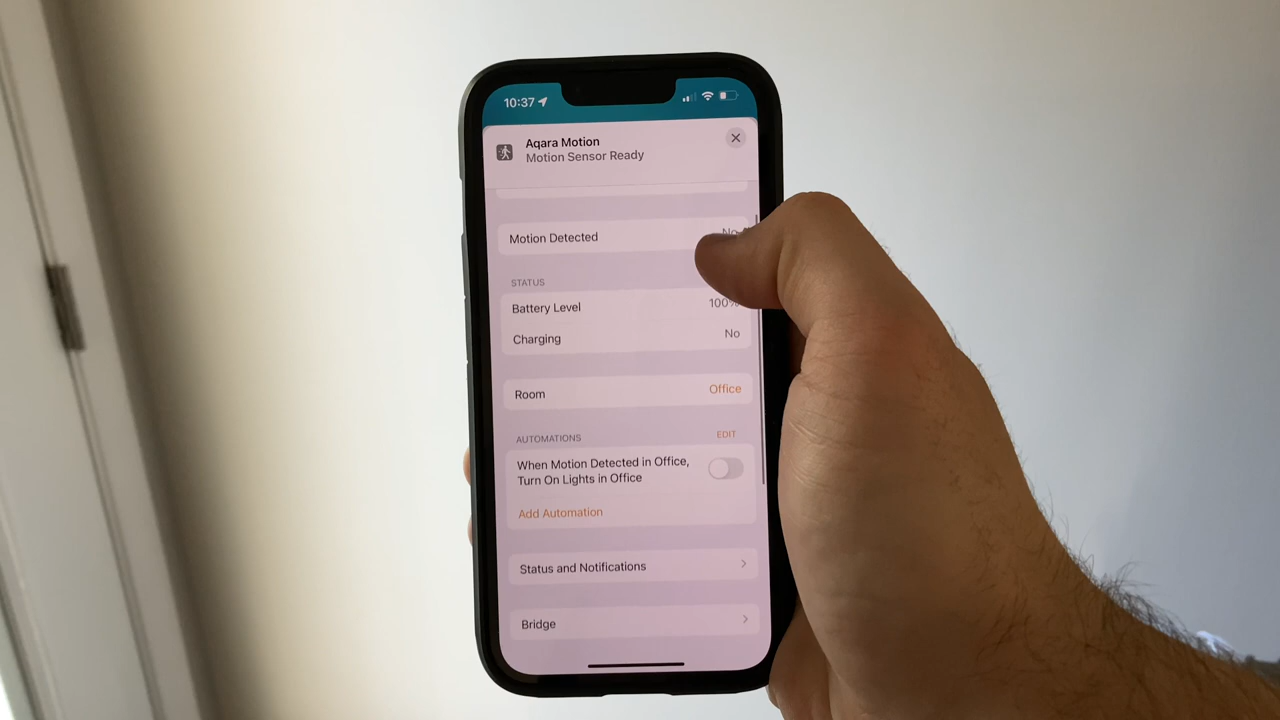 10:37
Aqara Motion
Motion Sensor Ready
Motion Detected No
STATUS
Battery Level 100%
Charging No
Room Office
AUTOMATIONS EDIT
When Motion Detected in Office,
Turn On Lights in Office
Add Automation
Status and Notifications
Bridge